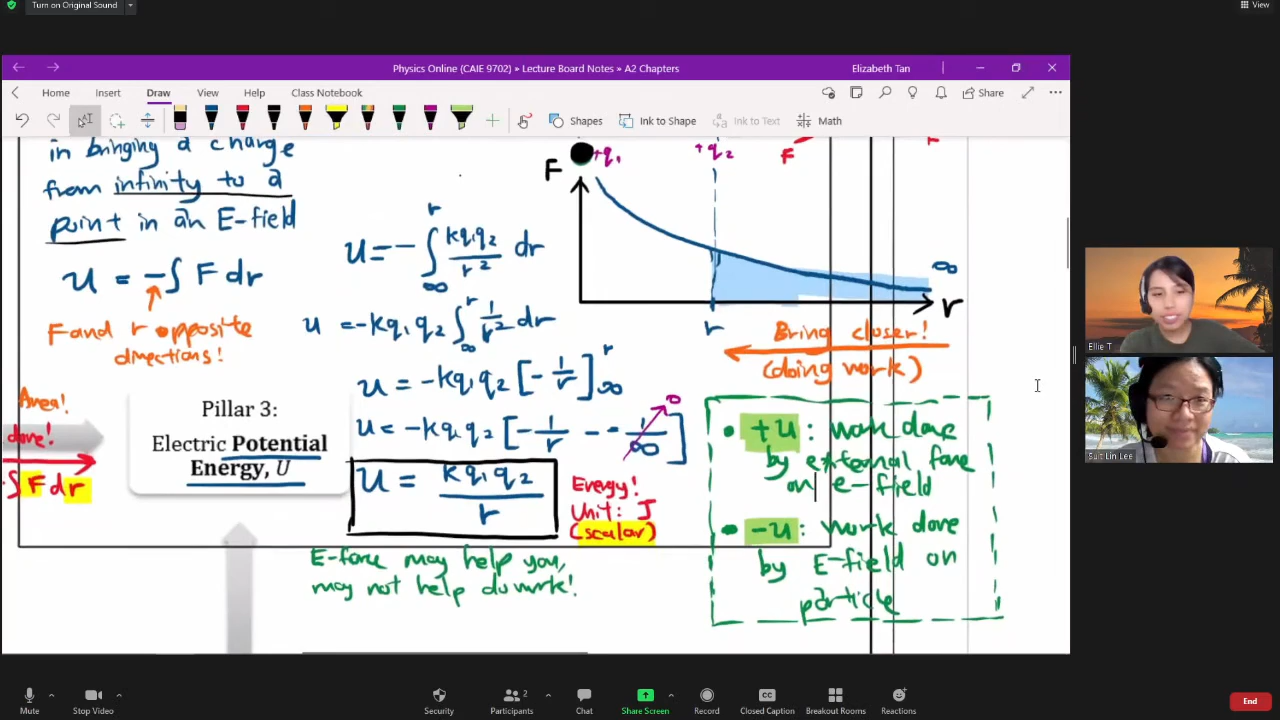 Turn on Original Sound
View
Physics Online (CAIE 9702) » Lecture Board Notes » A2 Chapters
Elizabeth Tan
Home
Insert
Draw
View
Help
Class Notebook
Share
Shapes
Ink to Shape
Ink to Text
Math
in bringing a charge
from infinity to a
point in an E-field
U = -∫ F dr
F and r opposite
directions!
Area!
done!
∫ F dr
Pillar 3:
Electric Potential
Energy, U
U = - ∫ ∞ r kq₁q₂/r² dr
U = -kq₁q₂ ∫ ∞ r 1/r² dr
U = -kq₁q₂ [-1/r] r ∞
U = -kq₁q₂ [-1/r - - 1/∞] 0
U = kq₁q₂/r
Energy!
Unit: J
(scalar)
E-force may help you,
may not help do work!
F
+q₁
+q₂
F
F
∞
r
r
Bring closer!
(doing work)
• +U : work done
by external force
on e-field
• -U : work done
by E-field on
particle
Ellie T
Suit Lin Lee
Mute
Stop Video
Security
Participants
2
Chat
Share Screen
Record
CC
Closed Caption
Breakout Rooms
Reactions
End